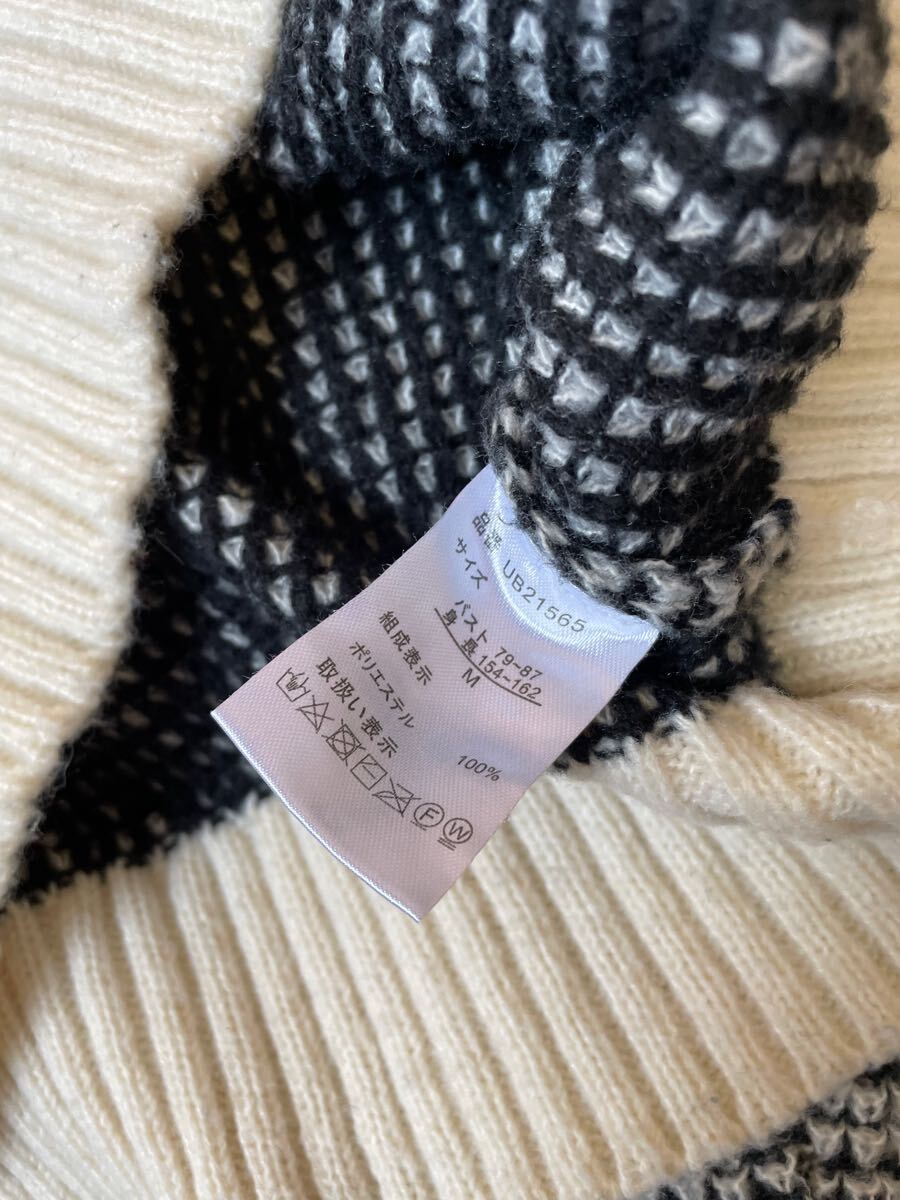 品番 UB21565
サイズ
バスト 79~87
身 長 154~162
M
組成表示
ポリエステル 100%
取扱い表示
F W